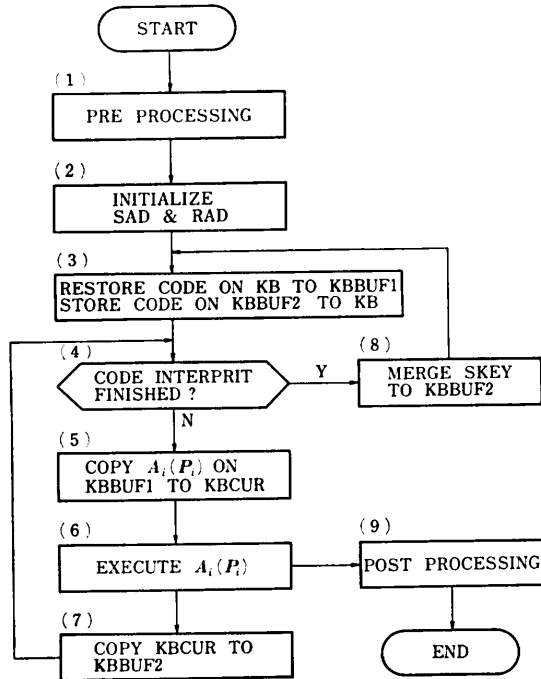 START
(1)
PRE PROCESSING
(2)
INITIALIZE
SAD & RAD
(3)
RESTORE CODE ON KB TO KBBUF1
STORE CODE ON KBBUF2 TO KB
(4)
CODE INTERPRIT
FINISHED ?
Y
N
(8)
MERGE SKEY
TO KBBUF2
(5)
COPY Ai(Pi) ON
KBBUF1 TO KBCUR
(6)
EXECUTE Ai(Pi)
(9)
POST PROCESSING
(7)
COPY KBCUR TO
KBBUF2
END